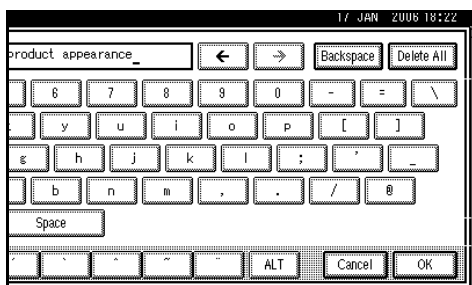 17 JAN 2006 18:22
product appearance_
← → Backspace Delete All
6 7 8 9 0 - = \
y u i o p [ ]
g h j k l ; ' _
b n m , . / @
Space
´ ` ^ ~ ¨ ALT Cancel OK